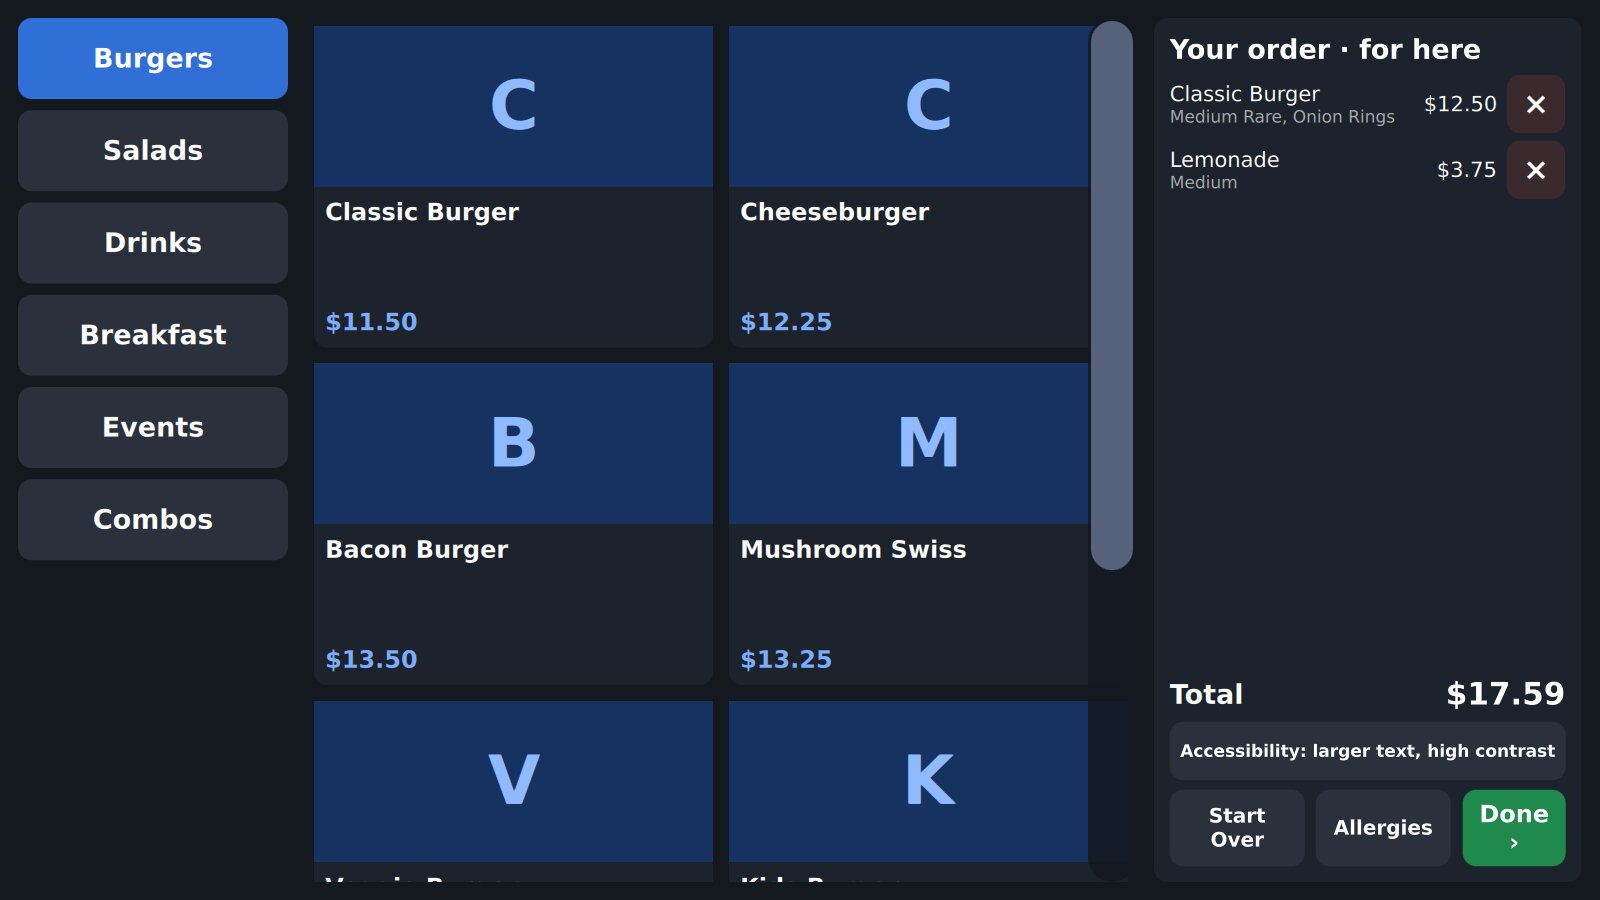 Burgers
Salads
Drinks
Breakfast
Events
Combos
C
Classic Burger
$11.50
C
Cheeseburger
$12.25
B
Bacon Burger
$13.50
M
Mushroom Swiss
$13.25
V
K
Your order · for here
Classic Burger
Medium Rare, Onion Rings
$12.50
×
Lemonade
Medium
$3.75
×
Total
$17.59
Accessibility: larger text, high contrast
Start
Over
Allergies
Done
›